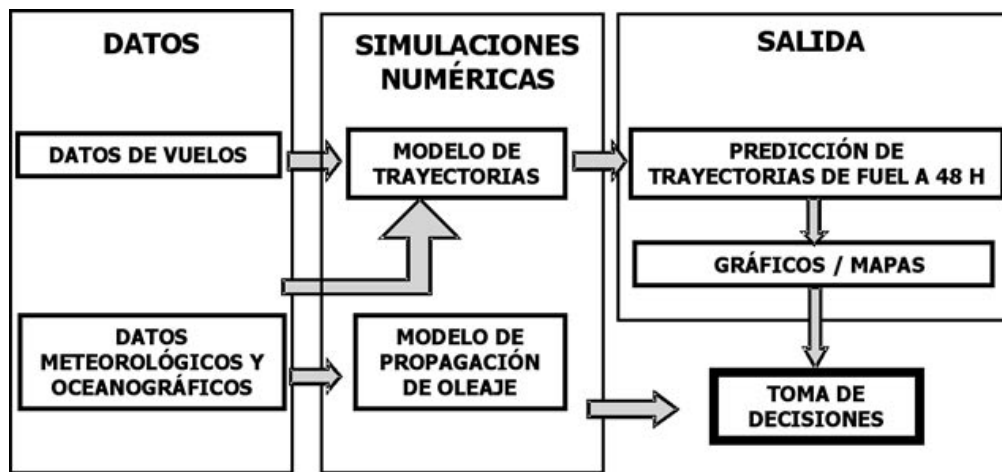 DATOS
DATOS DE VUELOS
DATOS
METEOROLÓGICOS Y
OCEANOGRÁFICOS
SIMULACIONES
NUMÉRICAS
MODELO DE
TRAYECTORIAS
MODELO DE
PROPAGACIÓN
DE OLEAJE
SALIDA
PREDICCIÓN DE
TRAYECTORIAS DE FUEL A 48 H
GRÁFICOS / MAPAS
TOMA DE
DECISIONES